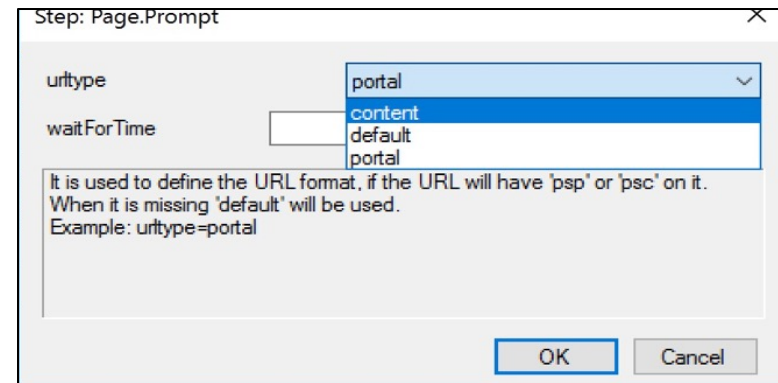 Step: Page.Prompt
urltype
portal
content
default
portal
waitForTime
It is used to define the URL format, if the URL will have 'psp' or 'psc' on it.
When it is missing 'default' will be used.
Example: urltype=portal
OK
Cancel